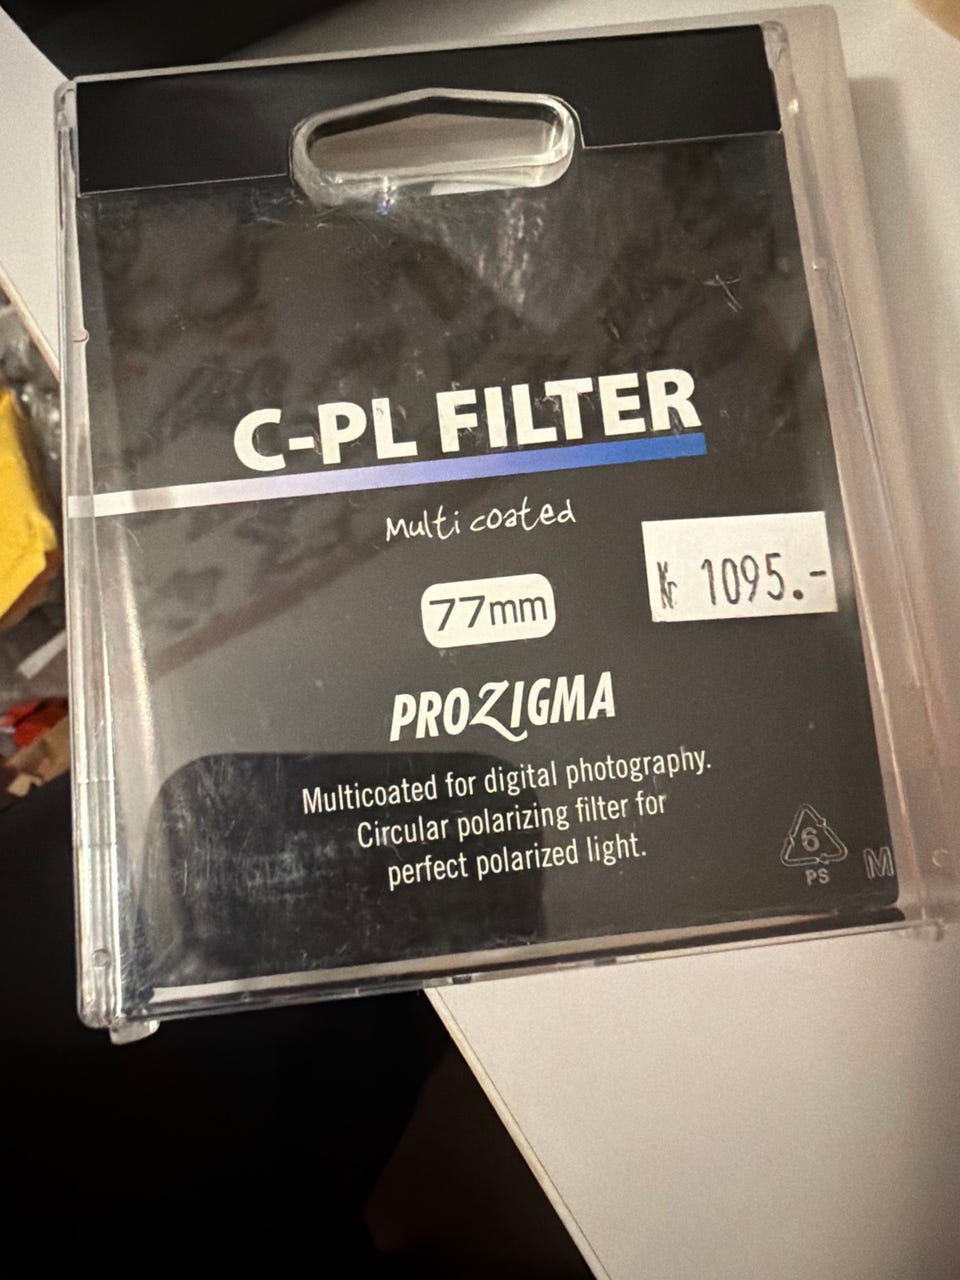 C-PL FILTER
Multi coated
Kr 1095.-
77mm
PROZIGMA
Multicoated for digital photography.
Circular polarizing filter for
perfect polarized light.
6
PS
M
C